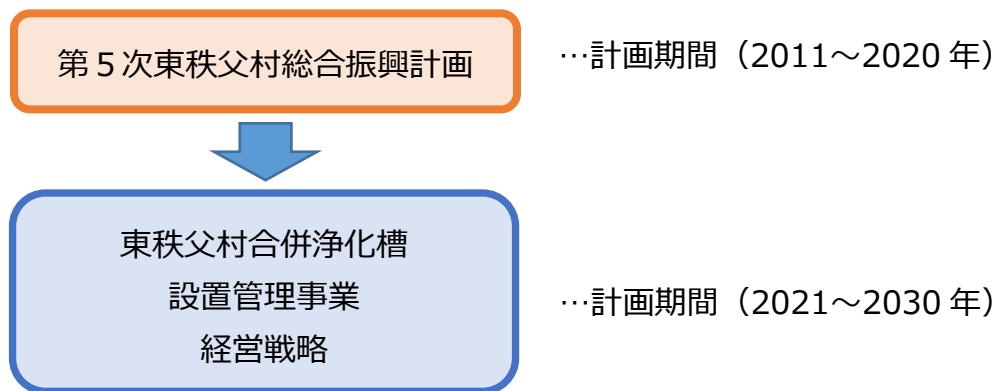 第５次東秩父村総合振興計画
…計画期間（2011～2020 年）
東秩父村合併浄化槽
設置管理事業
経営戦略
…計画期間（2021～2030 年）